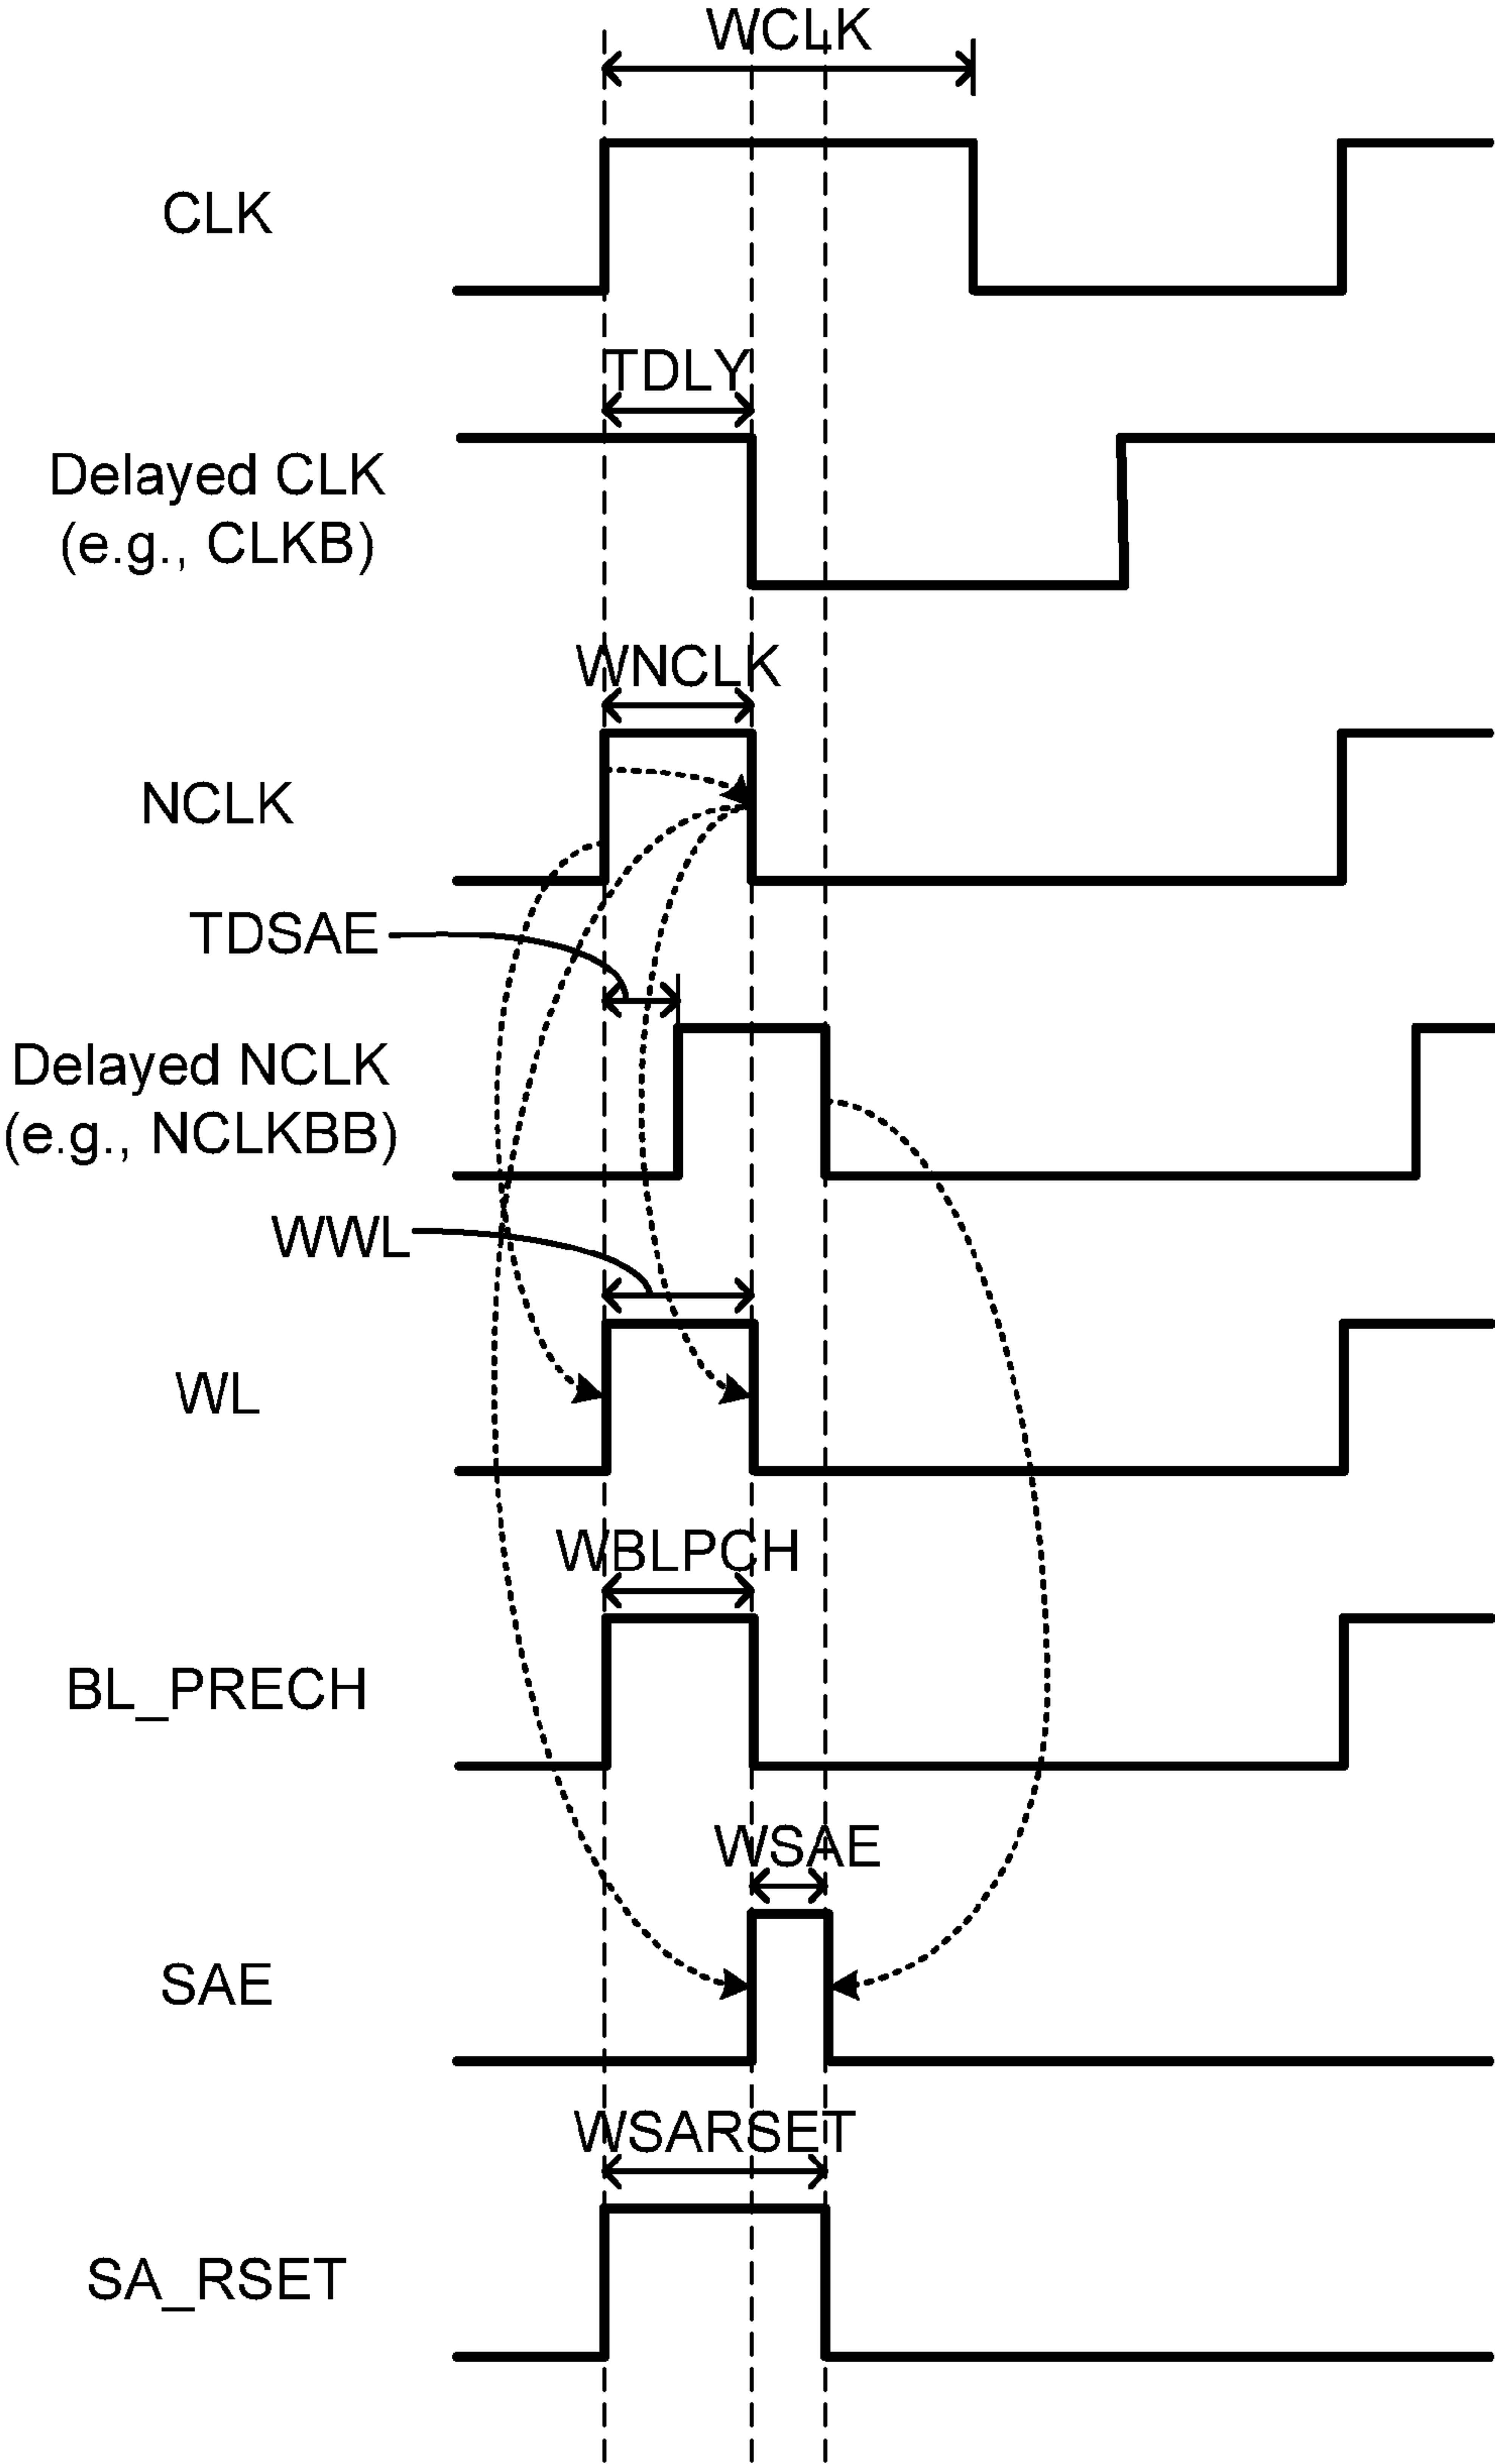 WCLK
CLK
TDLY
Delayed CLK
(e.g., CLKB)
WNCLK
NCLK
TDSAE
Delayed NCLK
(e.g., NCLKBB)
WWL
WL
WBLPCH
BL_PRECH
WSAE
SAE
WSARSET
SA_RSET